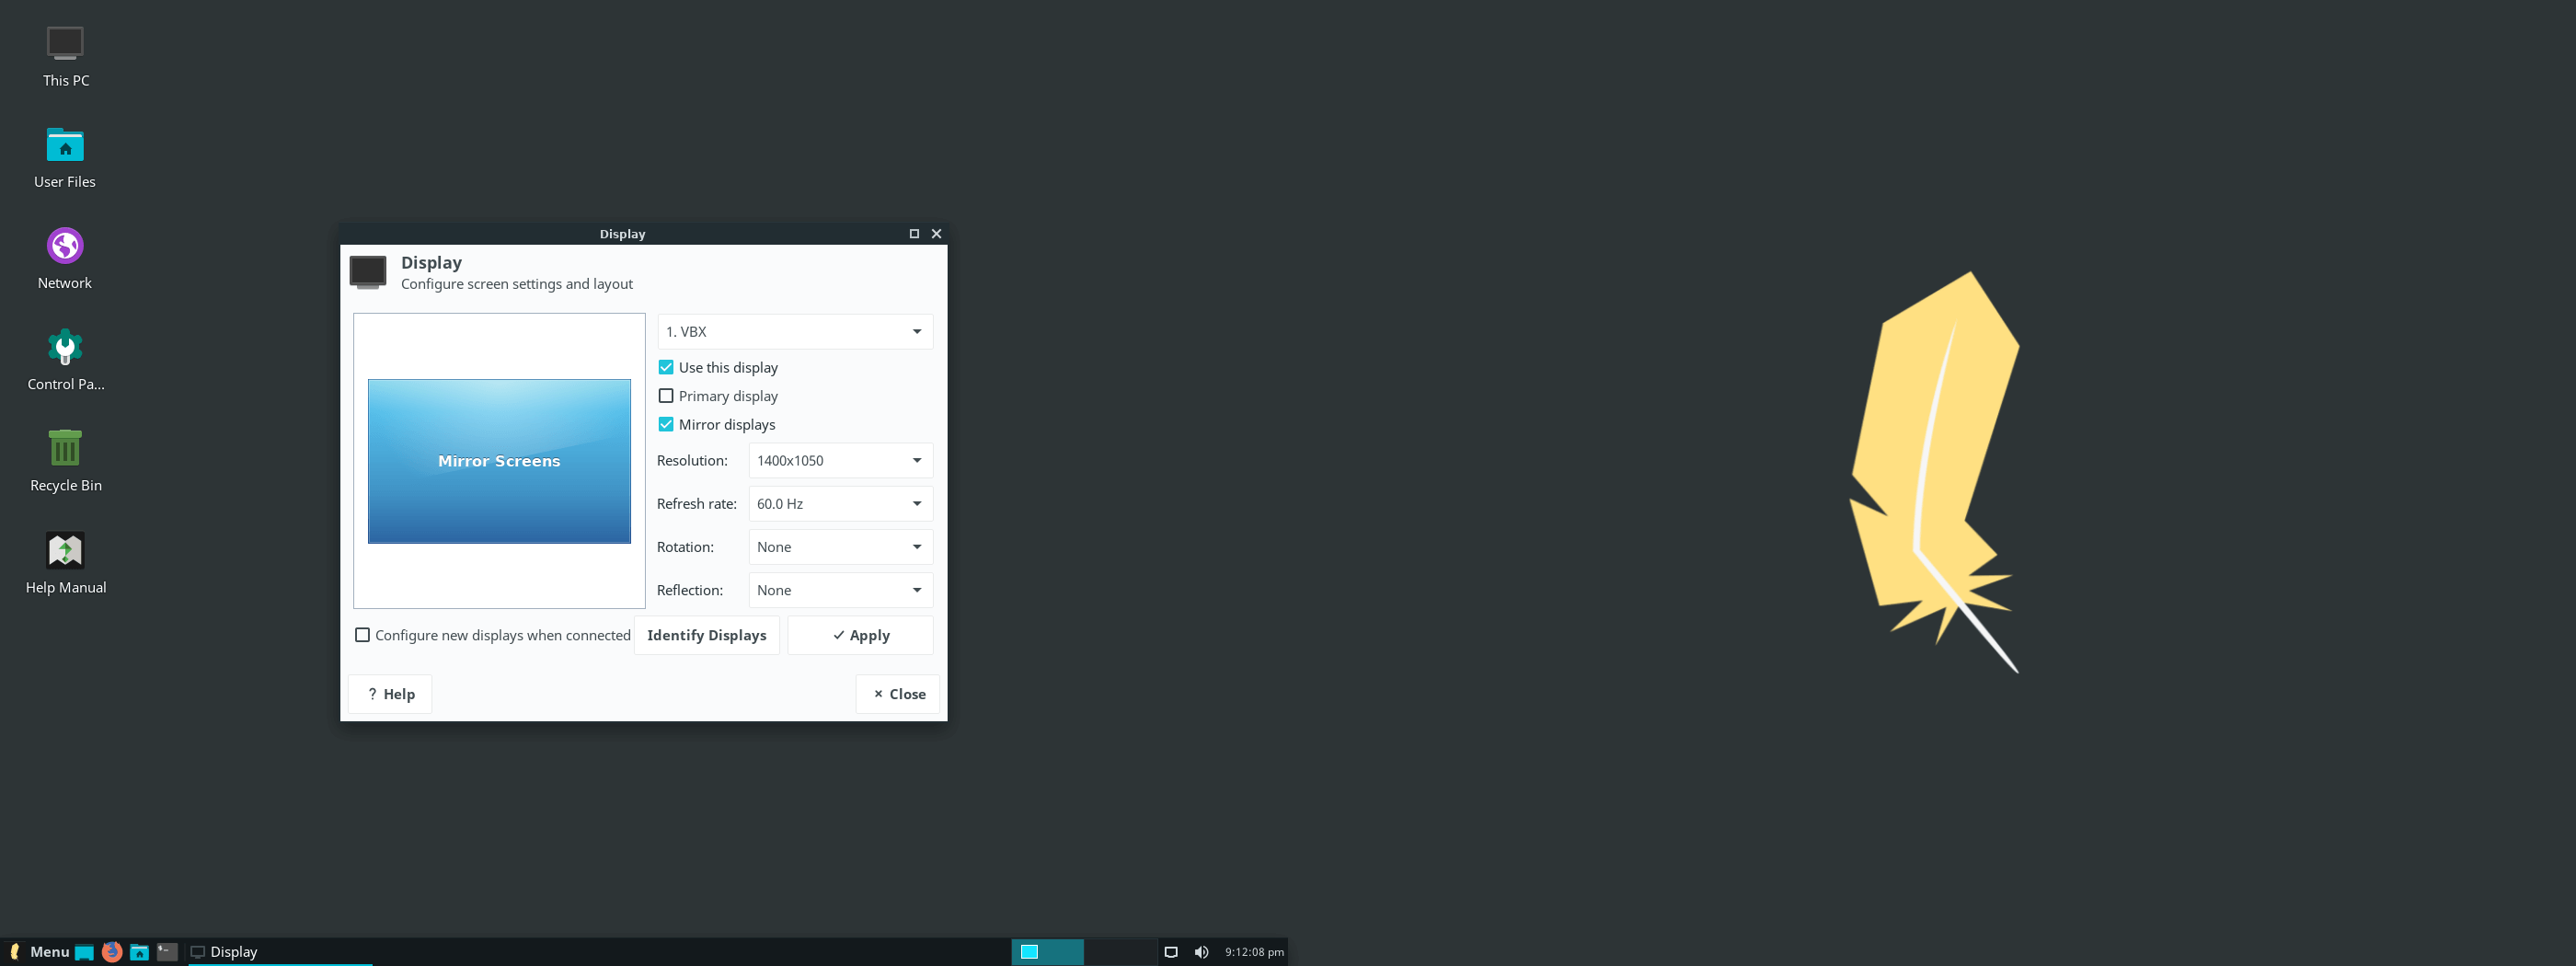 This PC
User Files
Network
Control Pa...
Recycle Bin
Help Manual
Display
Display
Configure screen settings and layout
Mirror Screens
1. VBX
Use this display
Primary display
Mirror displays
Resolution: 1400x1050
Refresh rate: 60.0 Hz
Rotation: None
Reflection: None
Configure new displays when connected Identify Displays Apply
? Help Close
Menu Display 9:12:08 pm